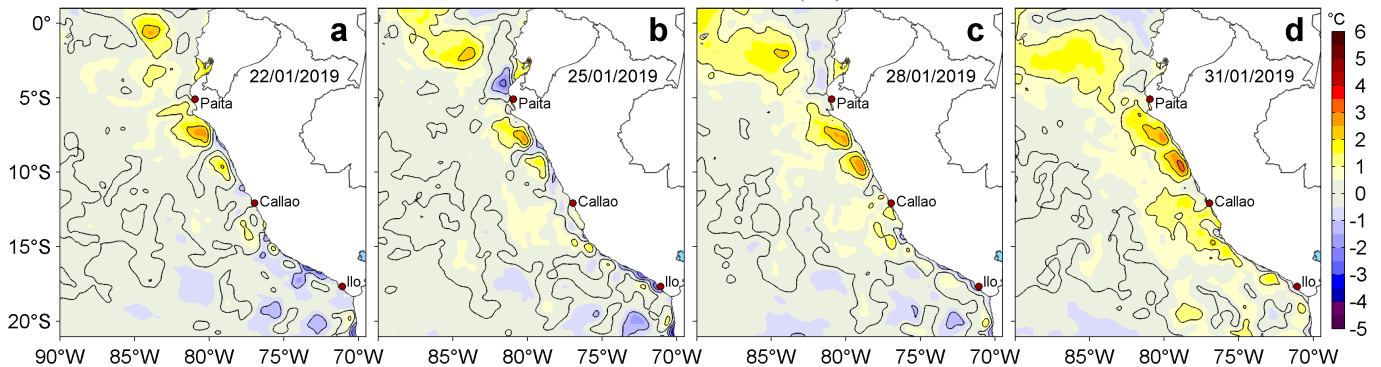 a
b
c
d
22/01/2019
25/01/2019
28/01/2019
31/01/2019
°C
0°
5°S
10°S
15°S
20°S
Paita
Callao
Ilo
Paita
Callao
Ilo
Paita
Callao
Ilo
Paita
Callao
Ilo
90°W 85°W 80°W 75°W 70°W
85°W 80°W 75°W 70°W
85°W 80°W 75°W 70°W
85°W 80°W 75°W 70°W
6
5
4
3
2
1
0
-1
-2
-3
-4
-5